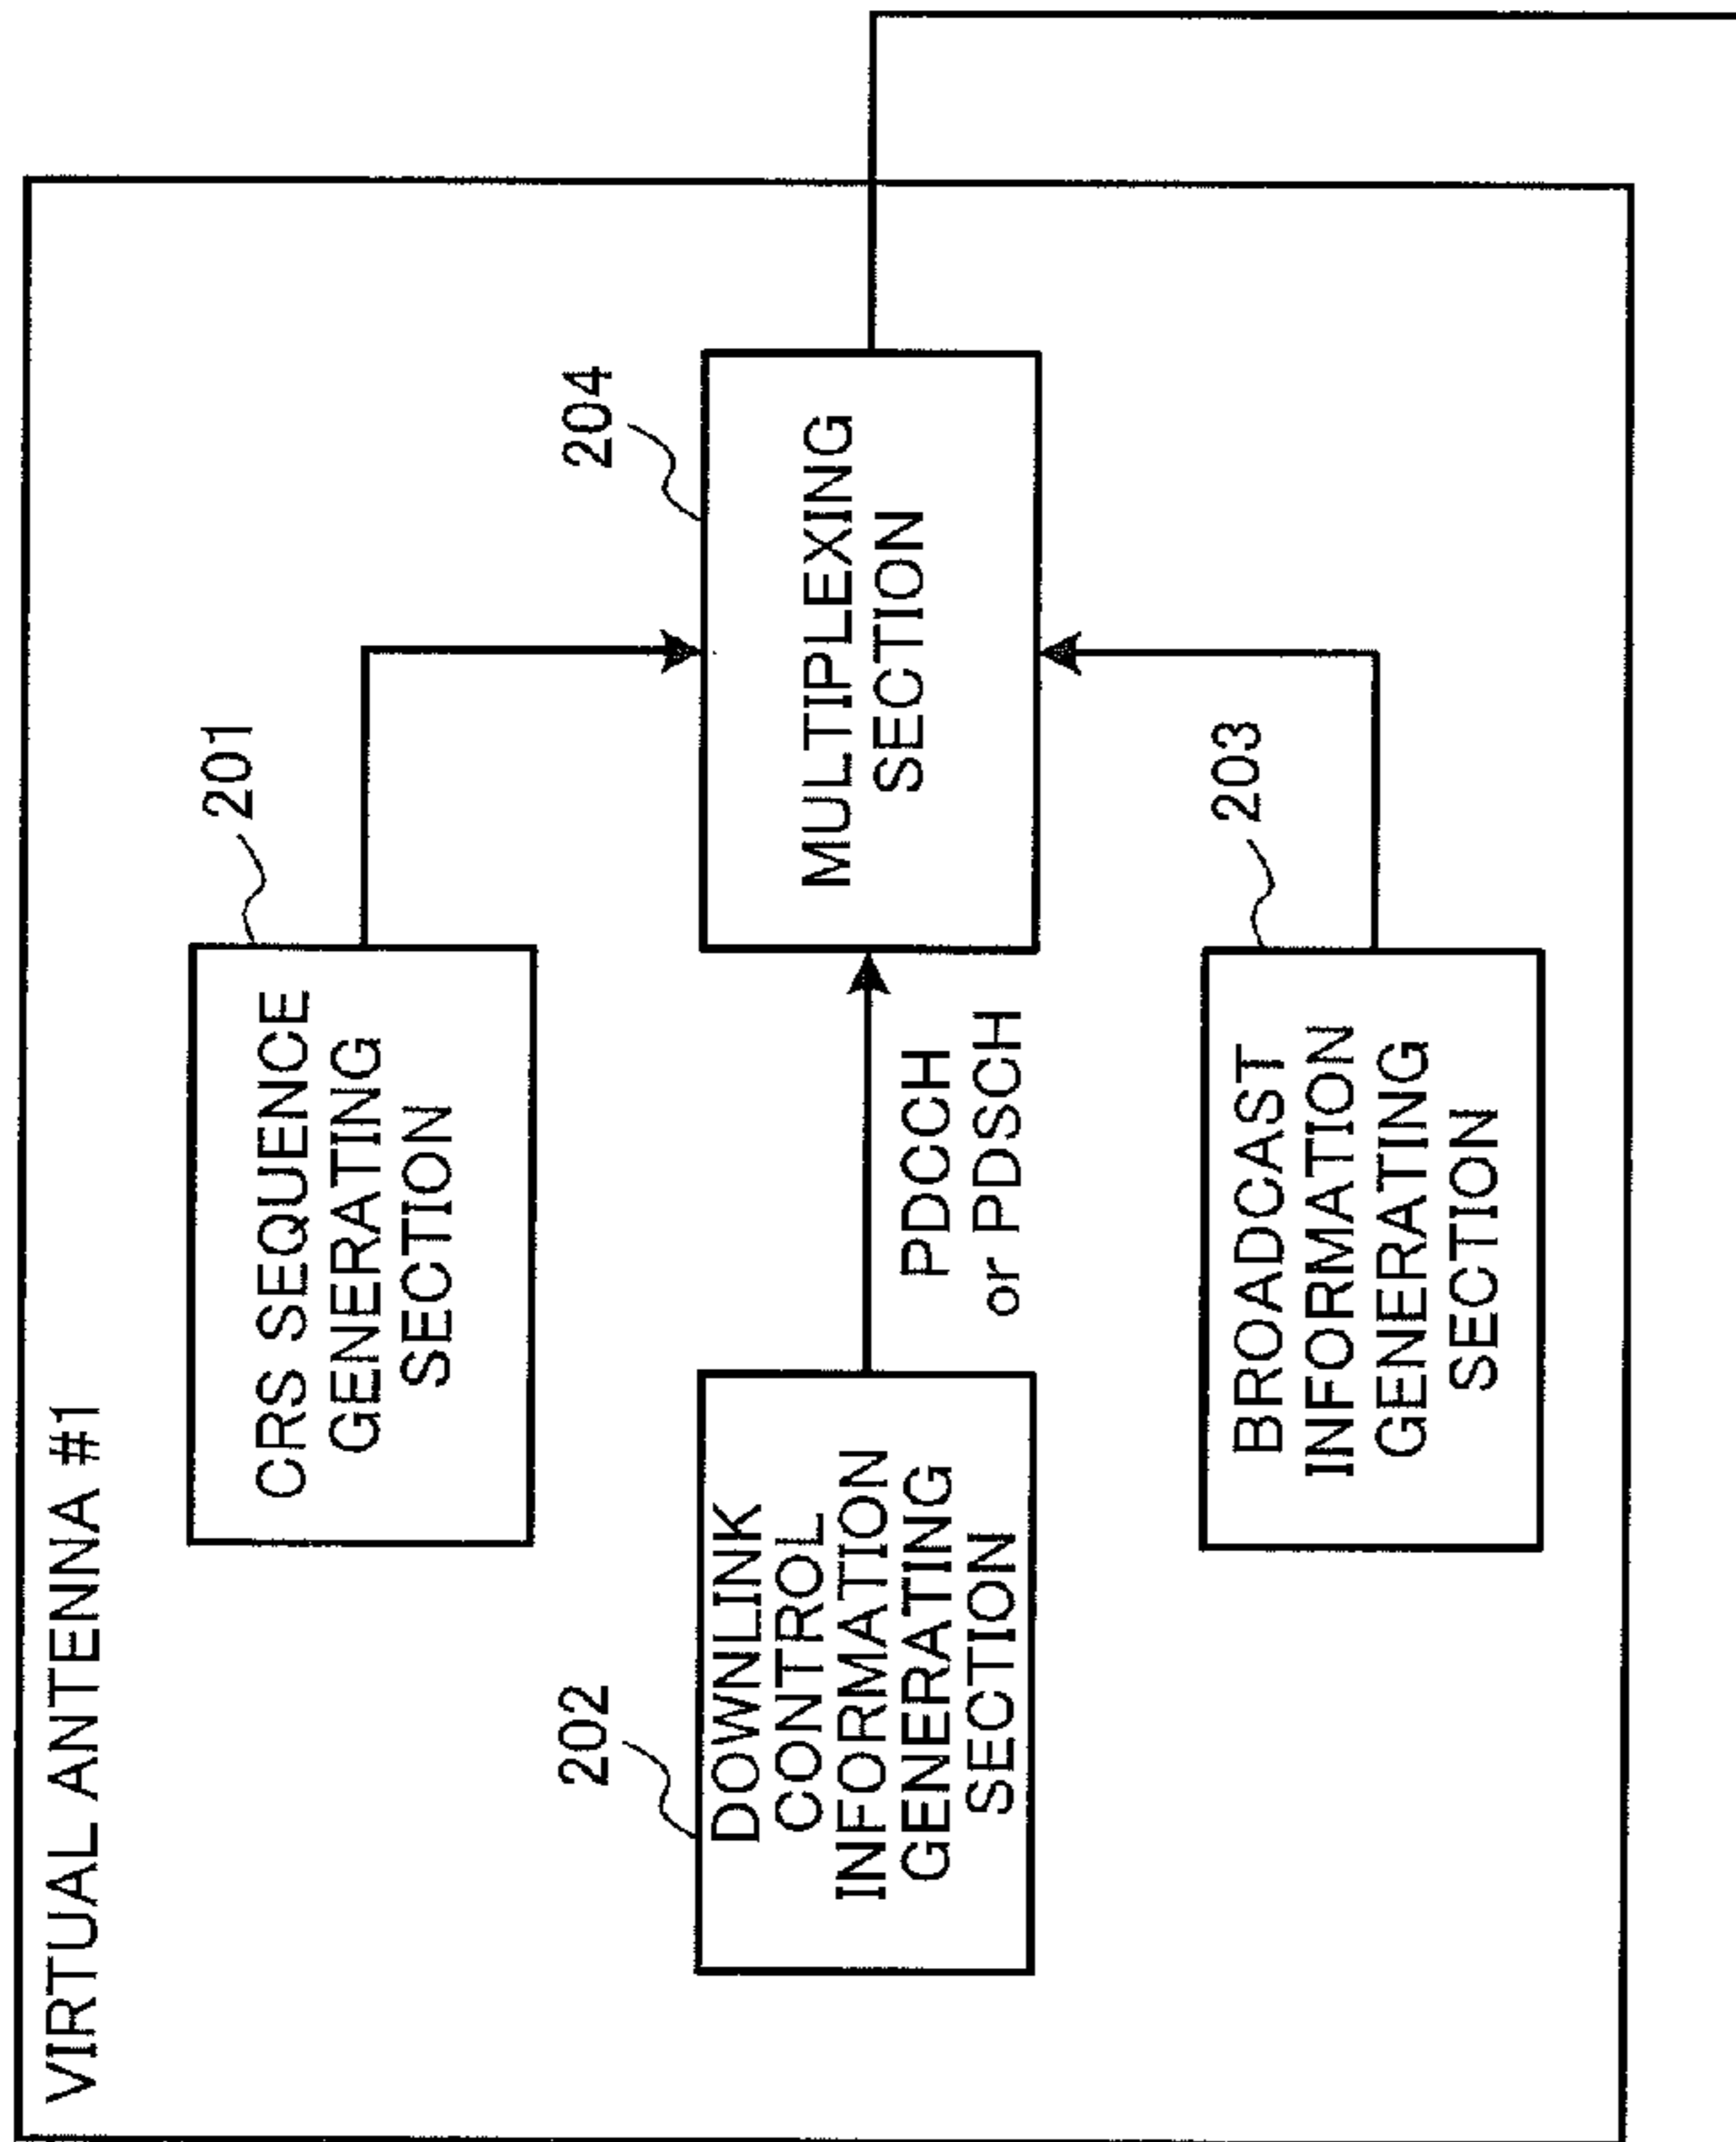 VIRTUAL ANTENNA #1
201
CRS SEQUENCE
GENERATING
SECTION
202
DOWNLINK
CONTROL
INFORMATION
GENERATING
SECTION
PDCCH
or PDSCH
204
MULTIPLEXING
SECTION
203
BROADCAST
INFORMATION
GENERATING
SECTION